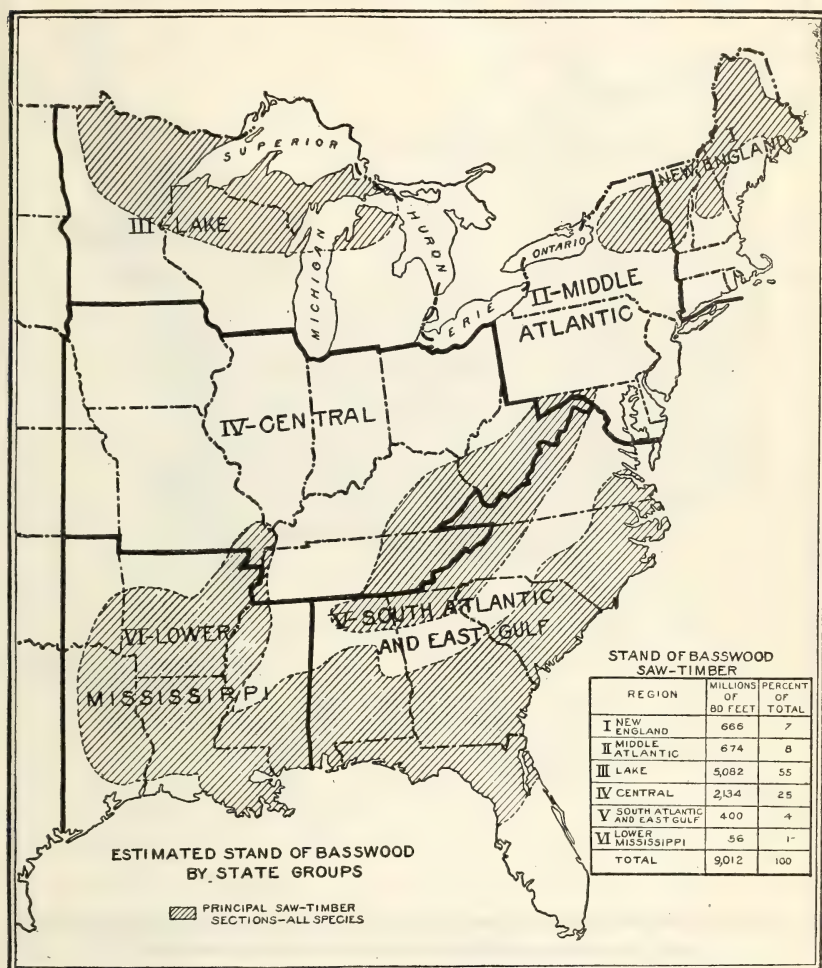 SUPERIOR
I
NEW ENGLAND
III-LAKE
HURON
MICHIGAN
ONTARIO
II-MIDDLE
ERIE
ATLANTIC
IV-CENTRAL
V-SOUTH ATLANTIC
AND EAST GULF
VI-LOWER
MISSISSIPPI
STAND OF BASSWOOD
SAW-TIMBER
REGION MILLIONS OF BD FEET PERCENT OF TOTAL
I NEW ENGLAND 666 7
II MIDDLE ATLANTIC 674 8
III LAKE 5,082 55
IV CENTRAL 2,134 25
V SOUTH ATLANTIC AND EAST GULF 400 4
VI LOWER MISSISSIPPI 56 1-
TOTAL 9,012 100
ESTIMATED STAND OF BASSWOOD
BY STATE GROUPS
PRINCIPAL SAW-TIMBER
SECTIONS-ALL SPECIES